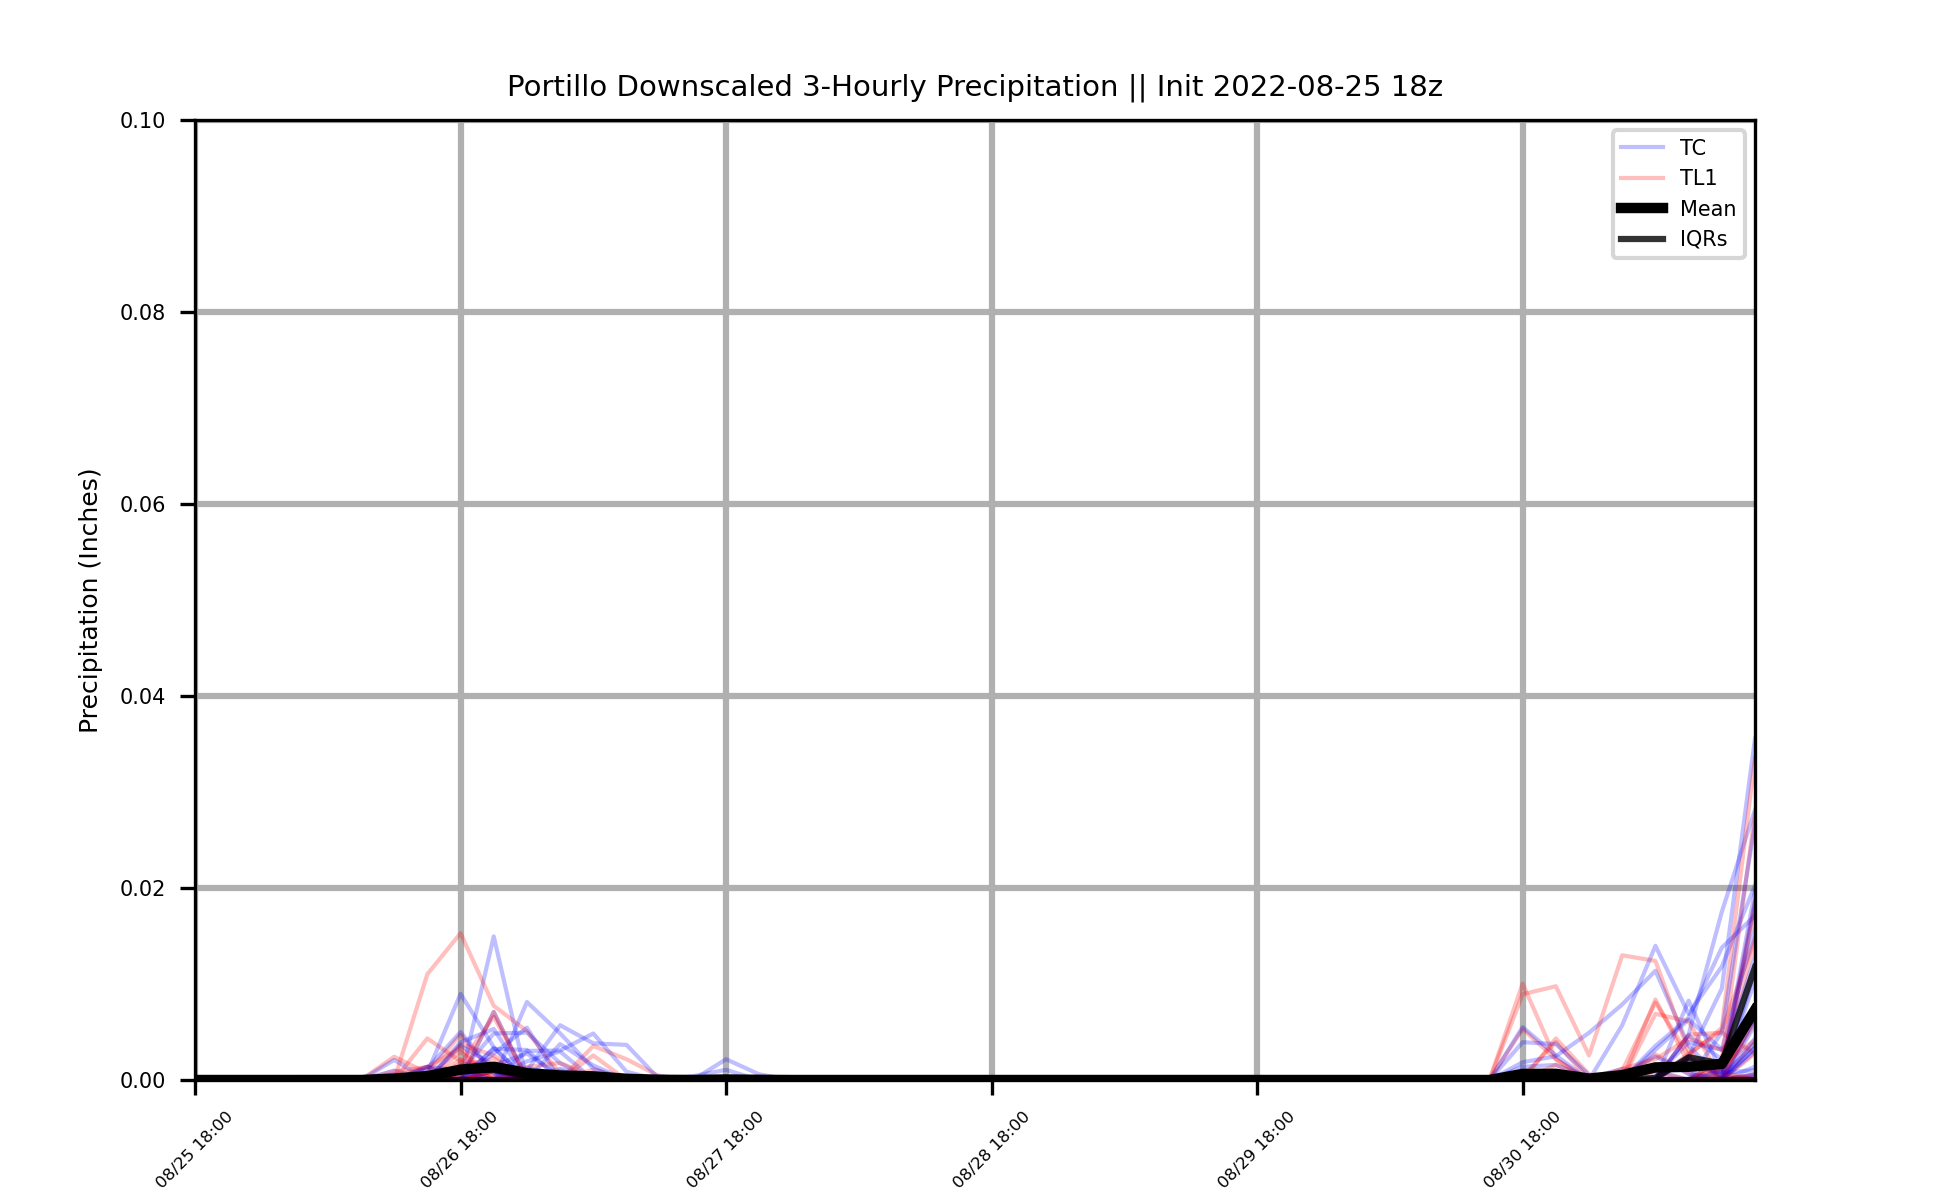 Portillo Downscaled 3-Hourly Precipitation || Init 2022-08-25 18z
TC
TL1
Mean
IQRs
Precipitation (Inches)
0.10
0.08
0.06
0.04
0.02
0.00
08/25 18:00
08/26 18:00
08/27 18:00
08/28 18:00
08/29 18:00
08/30 18:00